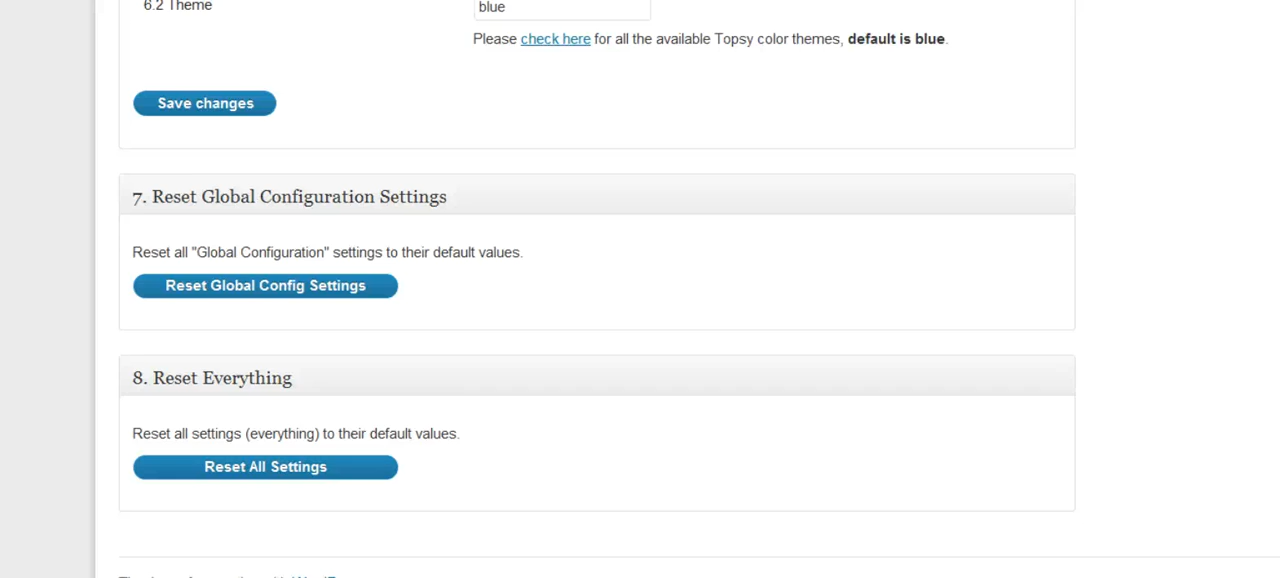 6.2 Theme
blue
Please check here for all the available Topsy color themes, default is blue.
Save changes
7. Reset Global Configuration Settings
Reset all "Global Configuration" settings to their default values.
Reset Global Config Settings
8. Reset Everything
Reset all settings (everything) to their default values.
Reset All Settings